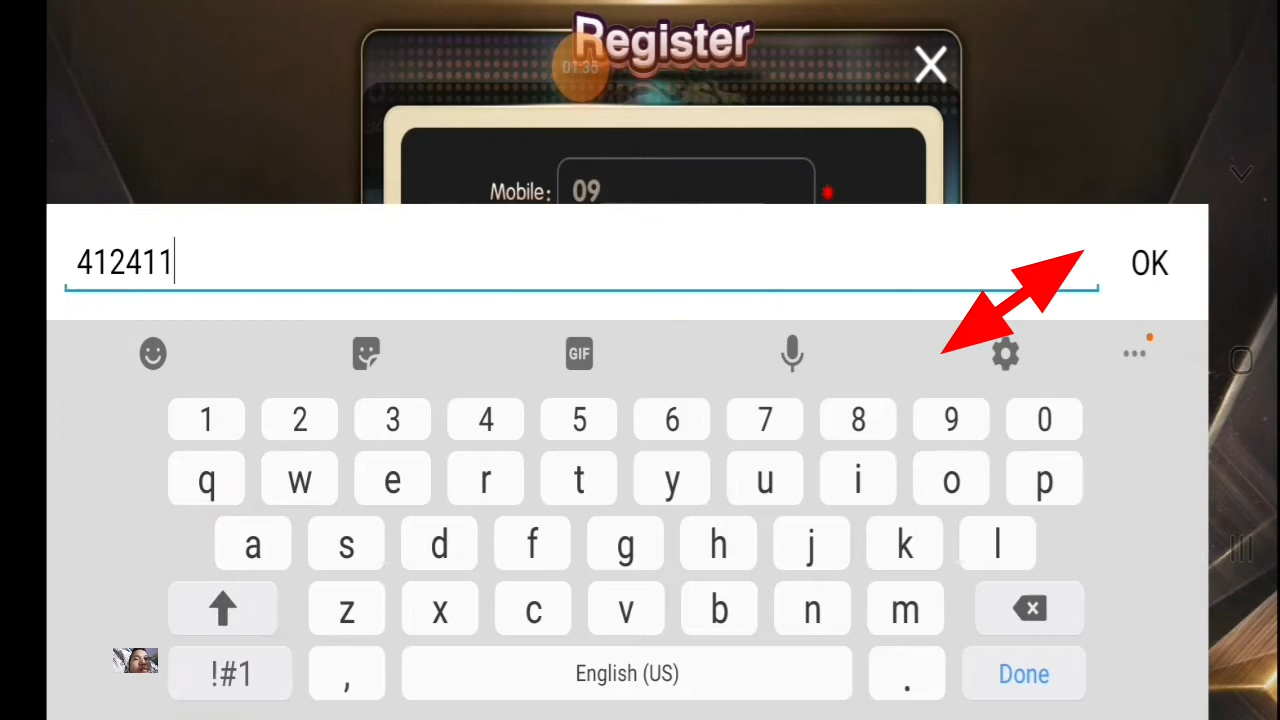 Register
01:35
Mobile: 09
412411
OK
GIF
1 2 3 4 5 6 7 8 9 0
q w e r t y u i o p
a s d f g h j k l
z x c v b n m
!#1 , English (US) . Done